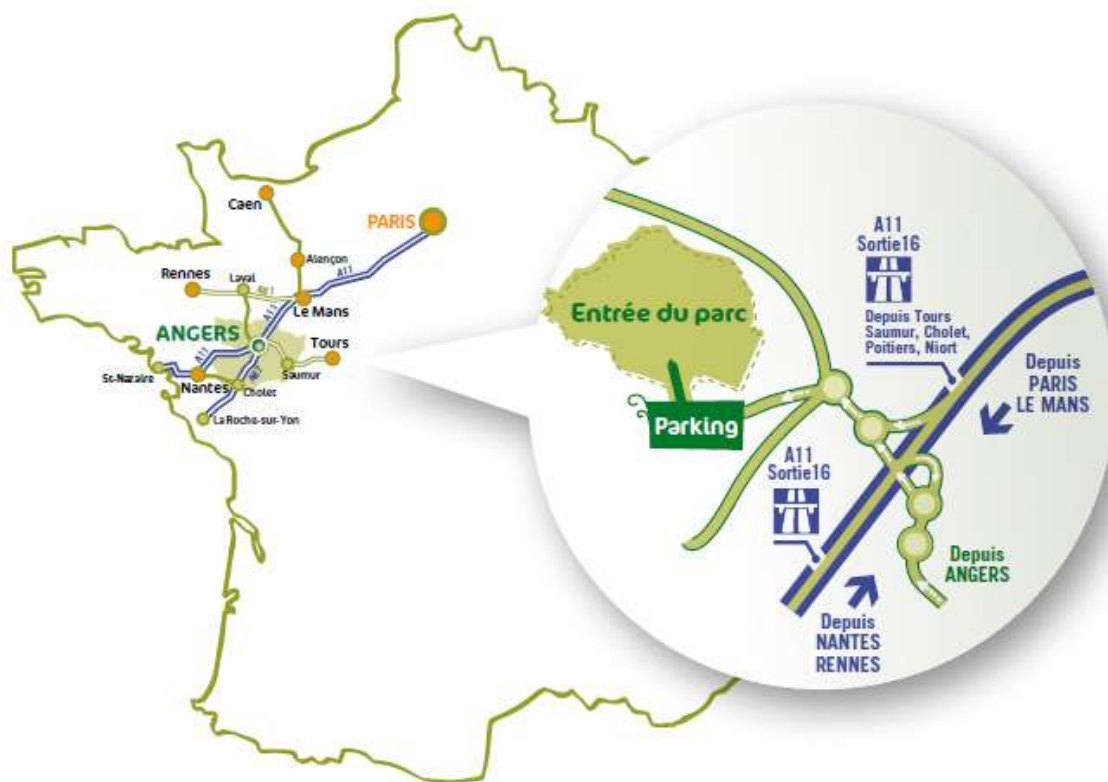 Caen
PARIS
Alençon
A11
Rennes
Laval
A81
Le Mans
A11
ANGERS
Tours
A11
St-Nazaire
Nantes
Cholet
Saumur
La Roche-sur-Yon
A11
Sortie16
Depuis Tours
Saumur, Cholet,
Poitiers, Niort
Entrée du parc
Depuis
PARIS
LE MANS
Parking
A11
Sortie16
Depuis
ANGERS
Depuis
NANTES
RENNES